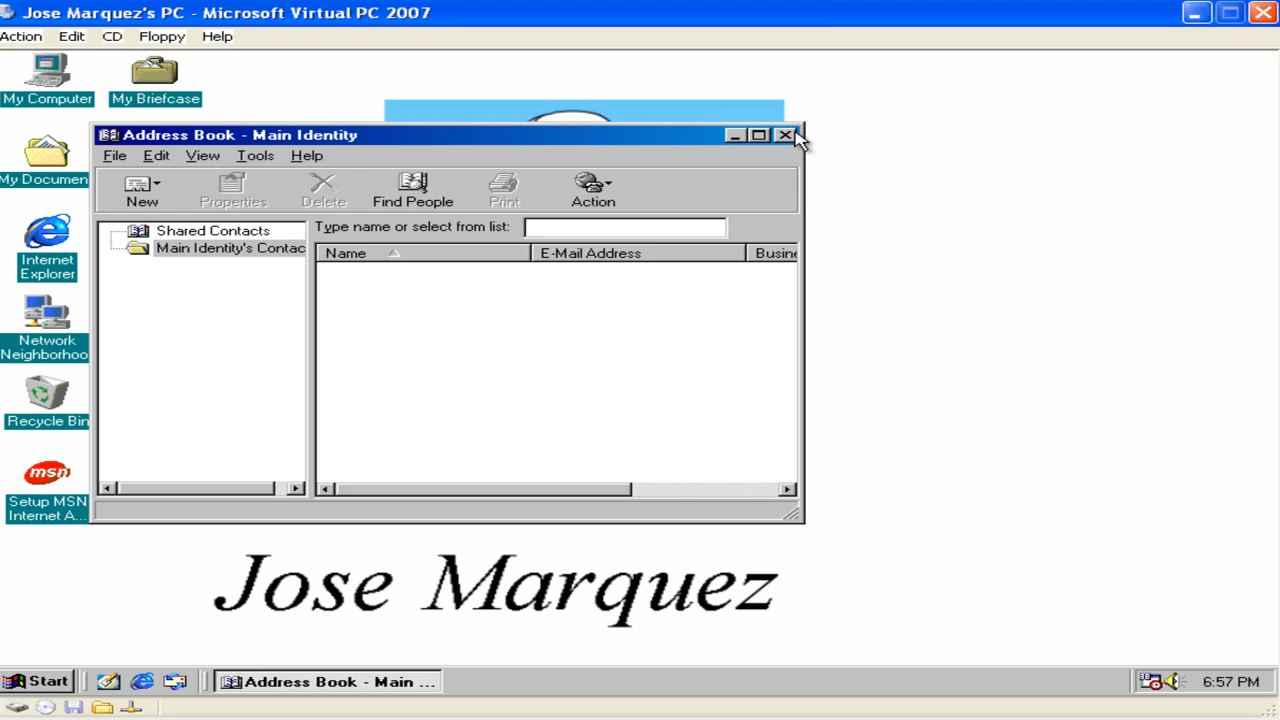 Jose Marquez's PC - Microsoft Virtual PC 2007
Action Edit CD Floppy Help
My Computer
My Briefcase
Address Book - Main Identity
File Edit View Tools Help
New Properties Delete Find People Print Action
Shared Contacts
Main Identity's Contac
Type name or select from list:
Name E-Mail Address Busine
My Documen
Internet
Explorer
Network
Neighborhoo
Recycle Bin
msn
Setup MSN
Internet A...
Jose Marquez
Start
Address Book - Main ...
6:57 PM